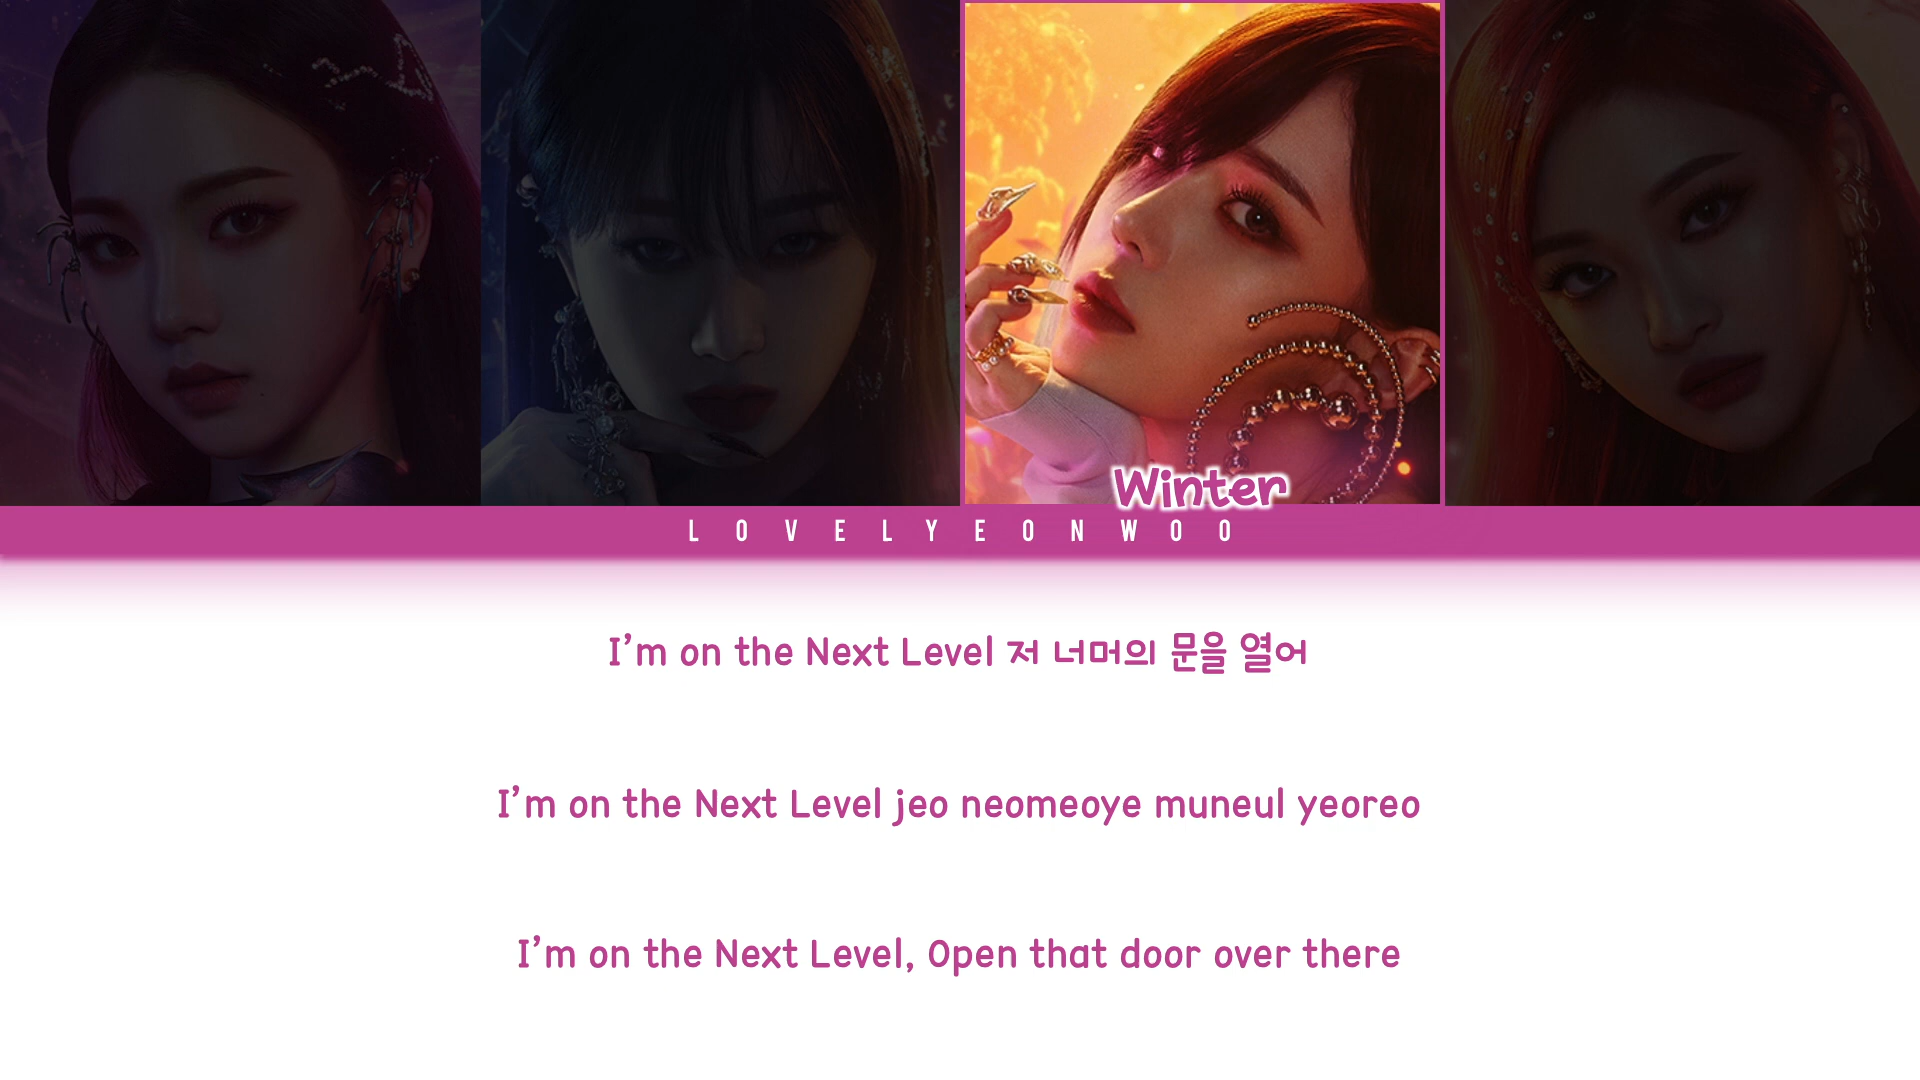 Winter
LOVELYEONWOO
I'm on the Next Level 저 너머의 문을 열어
I'm on the Next Level jeo neomeoye muneul yeoreo
I'm on the Next Level, Open that door over there